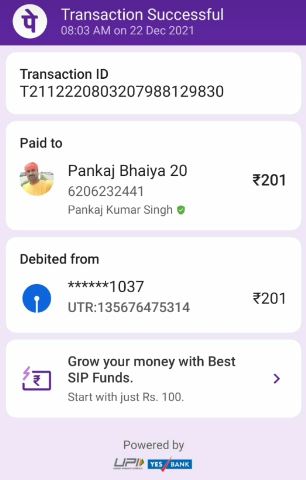 पे
Transaction Successful
08:03 AM on 22 Dec 2021
Transaction ID
T2112220803207988129830
Paid to
Pankaj Bhaiya 20
₹201
6206232441
Pankaj Kumar Singh
Debited from
******1037
₹201
UTR:135676475314
₹
Grow your money with Best
SIP Funds.
Start with just Rs. 100.
Powered by
UPI YES BANK